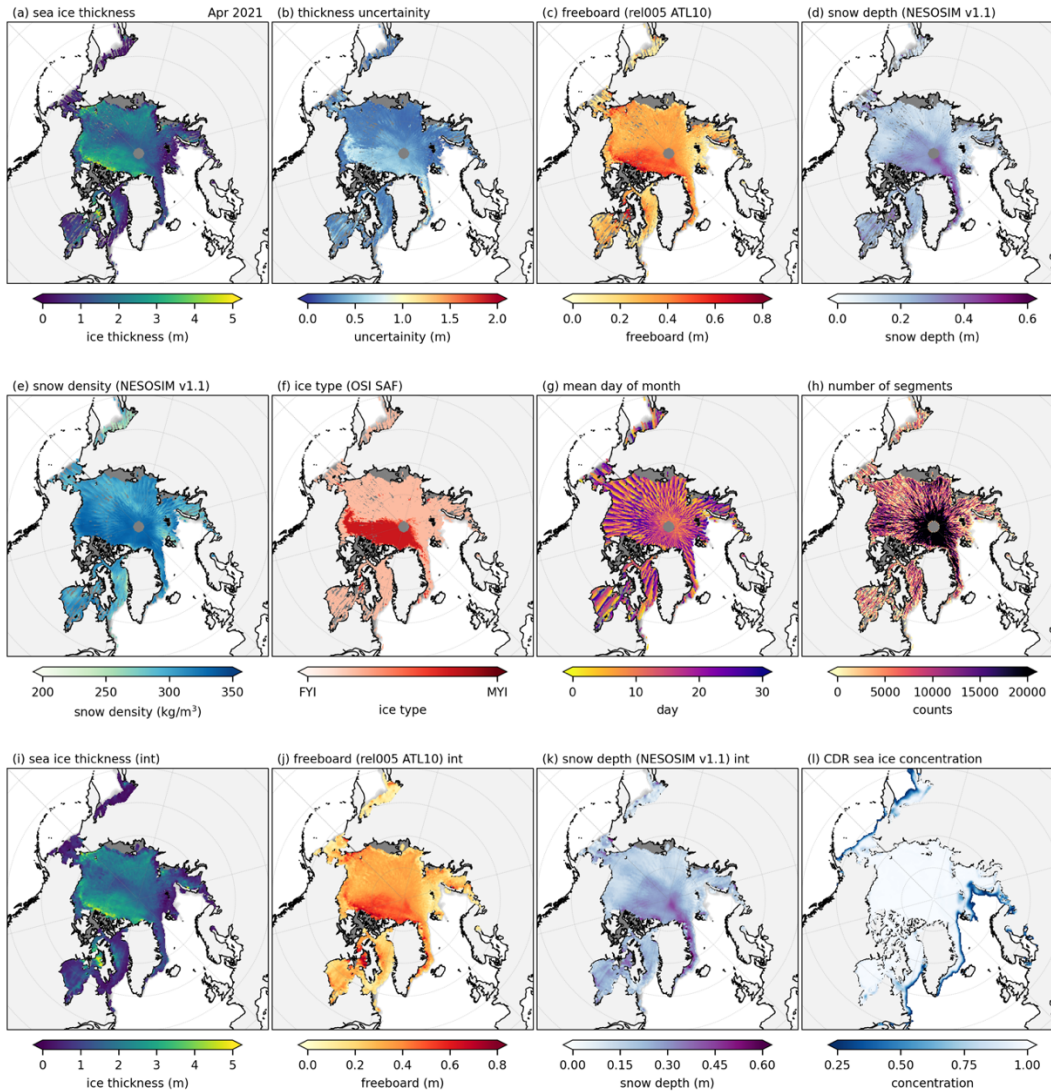 (a) sea ice thickness Apr 2021
(b) thickness uncertainty
(c) freeboard (rel005 ATL10)
(d) snow depth (NESOSIM v1.1)
0 1 2 3 4 5
ice thickness (m)
0.0 0.5 1.0 1.5 2.0
uncertainity (m)
0.0 0.2 0.4 0.6 0.8
freeboard (m)
0.0 0.2 0.4 0.6
snow depth (m)
(e) snow density (NESOSIM v1.1)
(f) ice type (OSI SAF)
(g) mean day of month
(h) number of segments
200 250 300 350
snow density (kg/m³)
FYI MYI
ice type
0 10 20 30
day
0 5000 10000 15000 20000
counts
(i) sea ice thickness (int)
(j) freeboard (rel005 ATL10) int
(k) snow depth (NESOSIM v1.1) int
(l) CDR sea ice concentration
0 1 2 3 4 5
ice thickness (m)
0.0 0.2 0.4 0.6 0.8
freeboard (m)
0.00 0.15 0.30 0.45 0.60
snow depth (m)
0.25 0.50 0.75 1.00
concentration